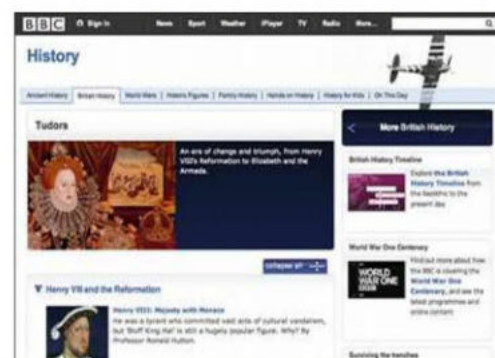 BBC Sign in News Sport Weather iPlayer TV Radio More...
History
Ancient History | British History | World Wars | Historic Figures | Family History | Hands on History | History for Kids | On This Day
Tudors
An era of change and triumph, from Henry
VIII's Reformation to Elizabeth and the
Armada.
collapse all
Henry VIII and the Reformation
Henry VIII: Majesty with Menace
He was a tyrant who committed vast acts of cultural vandalism,
but 'Bluff King Hal' is still a hugely popular figure. Why? By
Professor Ronald Hutton.
More British History
British History Timeline
Explore the British
History Timeline from
the Neolithic to the
present day
World War One Centenary
WORLD
WAR ONE
Find out more about how
the BBC is covering the
World War One
Centenary, and see the
latest programmes and
online content
Surviving the trenches